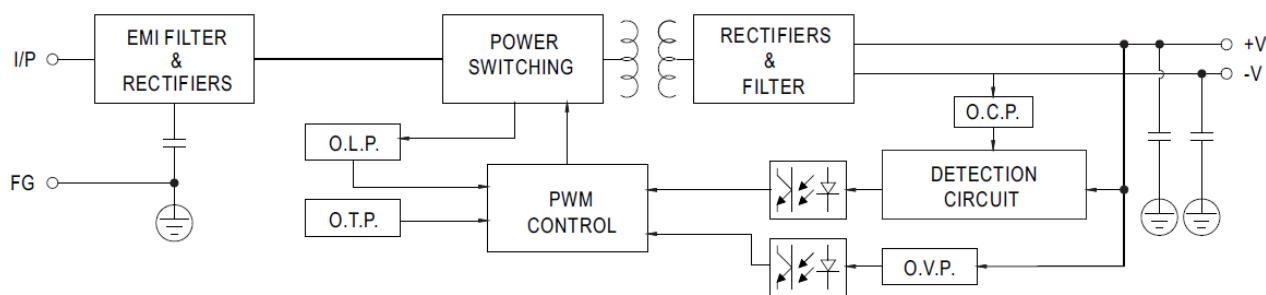 I/P
EMI FILTER
&
RECTIFIERS
POWER
SWITCHING
RECTIFIERS
&
FILTER
+V
-V
O.C.P.
O.L.P.
FG
PWM
CONTROL
DETECTION
CIRCUIT
O.T.P.
O.V.P.